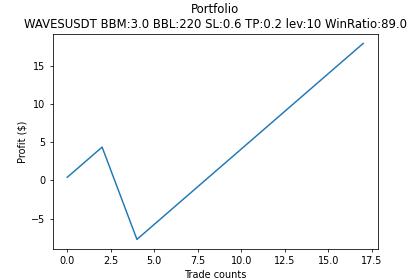 Portfolio
WAVESUSDT BBM:3.0 BBL:220 SL:0.6 TP:0.2 lev:10 WinRatio:89.0
15
10
5
0
−5
Profit ($)
0.0 2.5 5.0 7.5 10.0 12.5 15.0 17.5
Trade counts